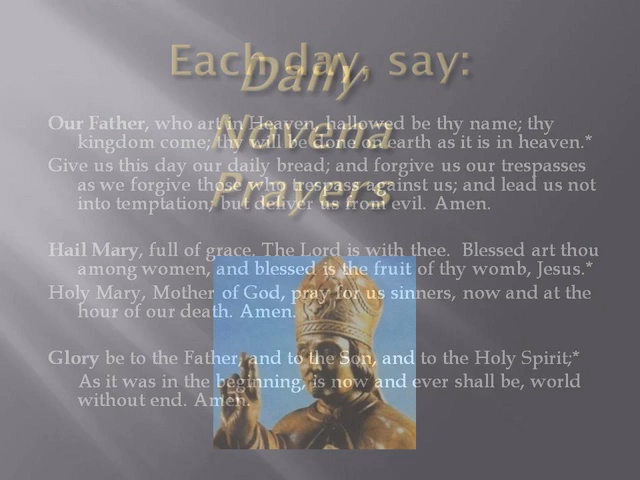 Each day, say:
Daily
Novena
Prayers
Our Father, who art in Heaven, hallowed be thy name; thy
kingdom come; thy will be done on earth as it is in heaven.*
Give us this day our daily bread; and forgive us our trespasses
as we forgive those who trespass against us; and lead us not
into temptation, but deliver us from evil. Amen.
Hail Mary, full of grace. The Lord is with thee. Blessed art thou
among women, and blessed is the fruit of thy womb, Jesus.*
Holy Mary, Mother of God, pray for us sinners, now and at the
hour of our death. Amen.
Glory be to the Father, and to the Son, and to the Holy Spirit;*
As it was in the beginning, is now and ever shall be, world
without end. Amen.